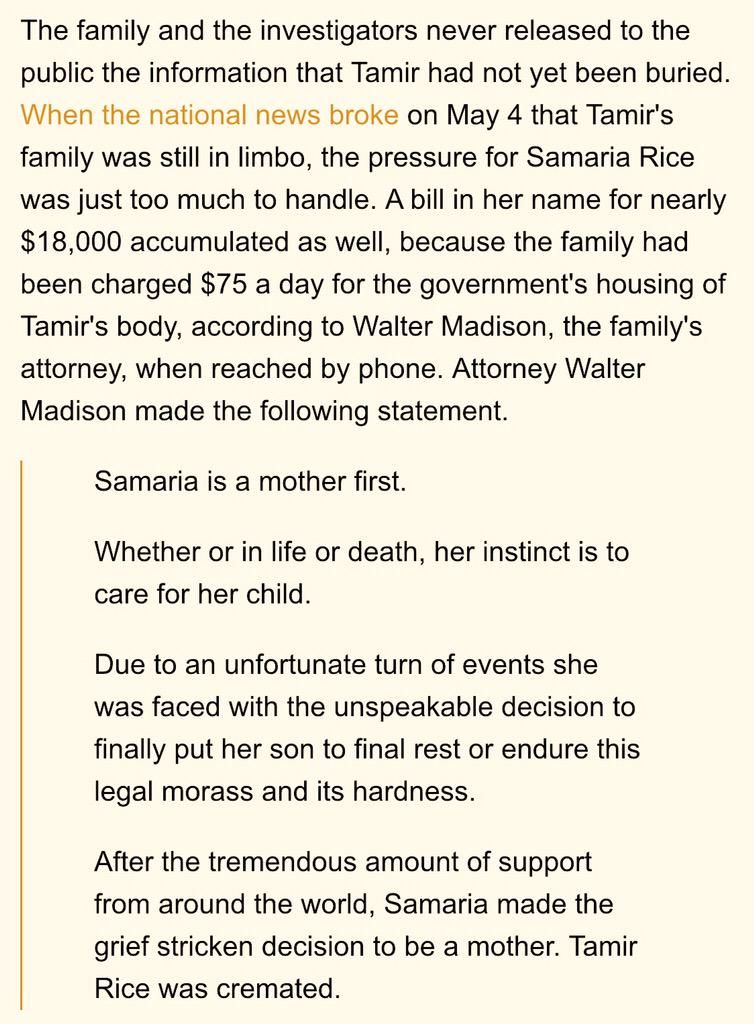 The family and the investigators never released to the
public the information that Tamir had not yet been buried.
When the national news broke on May 4 that Tamir's
family was still in limbo, the pressure for Samaria Rice
was just too much to handle. A bill in her name for nearly
$18,000 accumulated as well, because the family had
been charged $75 a day for the government's housing of
Tamir's body, according to Walter Madison, the family's
attorney, when reached by phone. Attorney Walter
Madison made the following statement.
Samaria is a mother first.
Whether or in life or death, her instinct is to
care for her child.
Due to an unfortunate turn of events she
was faced with the unspeakable decision to
finally put her son to final rest or endure this
legal morass and its hardness.
After the tremendous amount of support
from around the world, Samaria made the
grief stricken decision to be a mother. Tamir
Rice was cremated.